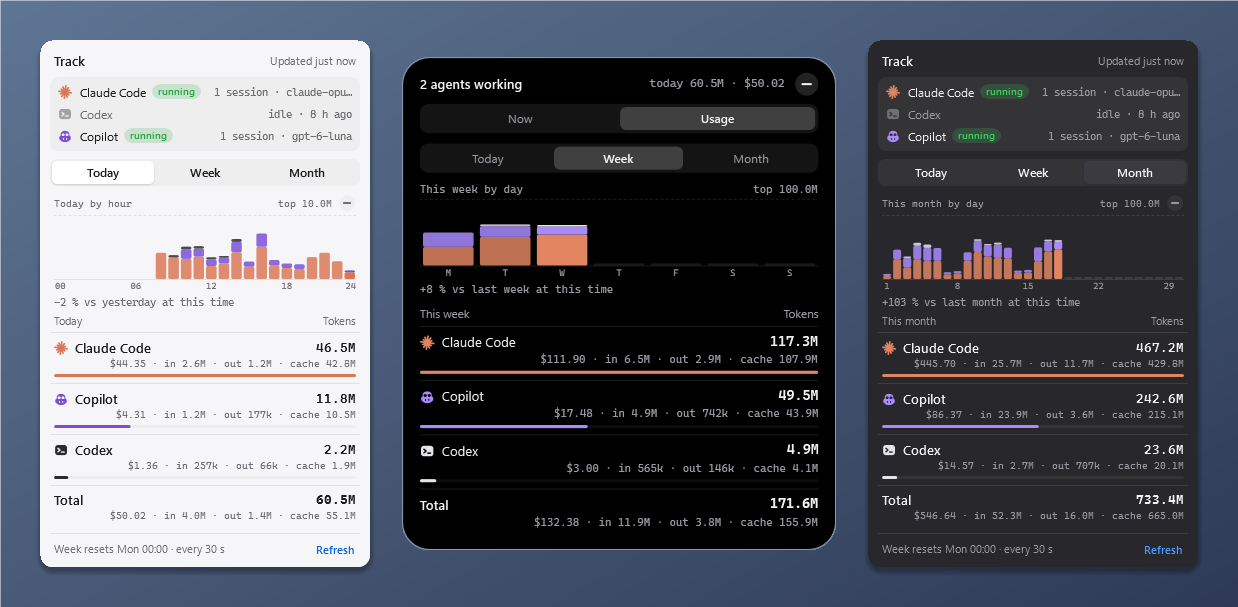 Track
Updated just now
Claude Code running 1 session · claude-opu…
Codex idle · 8 h ago
Copilot running 1 session · gpt-6-luna
Today Week Month
Today by hour top 10.0M −
00 06 12 18 24
−2 % vs yesterday at this time
Today Tokens
Claude Code 46.5M
$44.35 · in 2.6M · out 1.2M · cache 42.8M
Copilot 11.8M
$4.31 · in 1.2M · out 177k · cache 10.5M
Codex 2.2M
$1.36 · in 257k · out 66k · cache 1.9M
Total 60.5M
$50.02 · in 4.0M · out 1.4M · cache 55.1M
Week resets Mon 00:00 · every 30 s Refresh
2 agents working today 60.5M · $50.02 −
Now Usage
Today Week Month
This week by day top 100.0M
M T W T F S S
+8 % vs last week at this time
This week Tokens
Claude Code 117.3M
$111.90 · in 6.5M · out 2.9M · cache 107.9M
Copilot 49.5M
$17.48 · in 4.9M · out 742k · cache 43.9M
Codex 4.9M
$3.00 · in 565k · out 146k · cache 4.1M
Total 171.6M
$132.38 · in 11.9M · out 3.8M · cache 155.9M
Track
Updated just now
Claude Code running 1 session · claude-opu…
Codex idle · 8 h ago
Copilot running 1 session · gpt-6-luna
Today Week Month
This month by day top 100.0M −
1 8 15 22 29
+103 % vs last month at this time
This month Tokens
Claude Code 467.2M
$445.70 · in 25.7M · out 11.7M · cache 429.8M
Copilot 242.6M
$86.37 · in 23.9M · out 3.6M · cache 215.1M
Codex 23.6M
$14.57 · in 2.7M · out 707k · cache 20.1M
Total 733.4M
$546.64 · in 52.3M · out 16.0M · cache 665.0M
Week resets Mon 00:00 · every 30 s Refresh